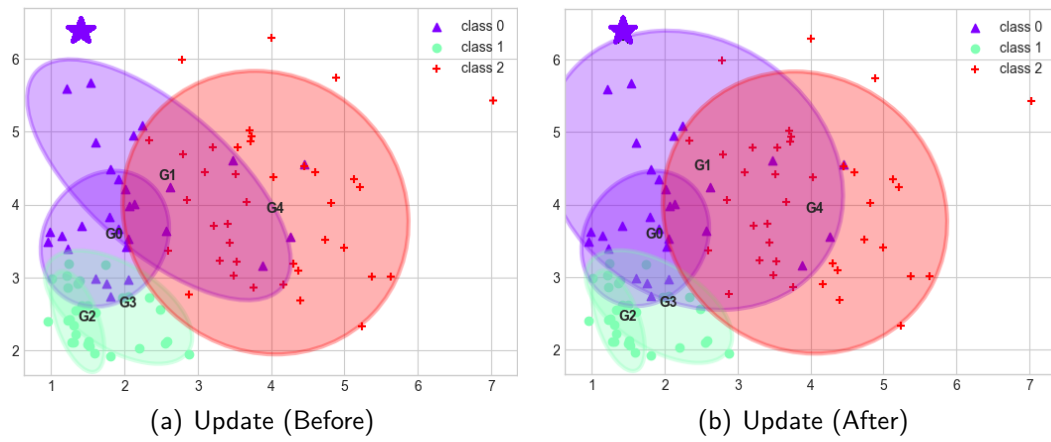 class 0
class 1
class 2
6
5
4
3
2
G1
G4
G0
G3
G2
1 2 3 4 5 6 7
(a) Update (Before)
class 0
class 1
class 2
6
5
4
3
2
G1
G4
G0
G3
G2
1 2 3 4 5 6 7
(b) Update (After)